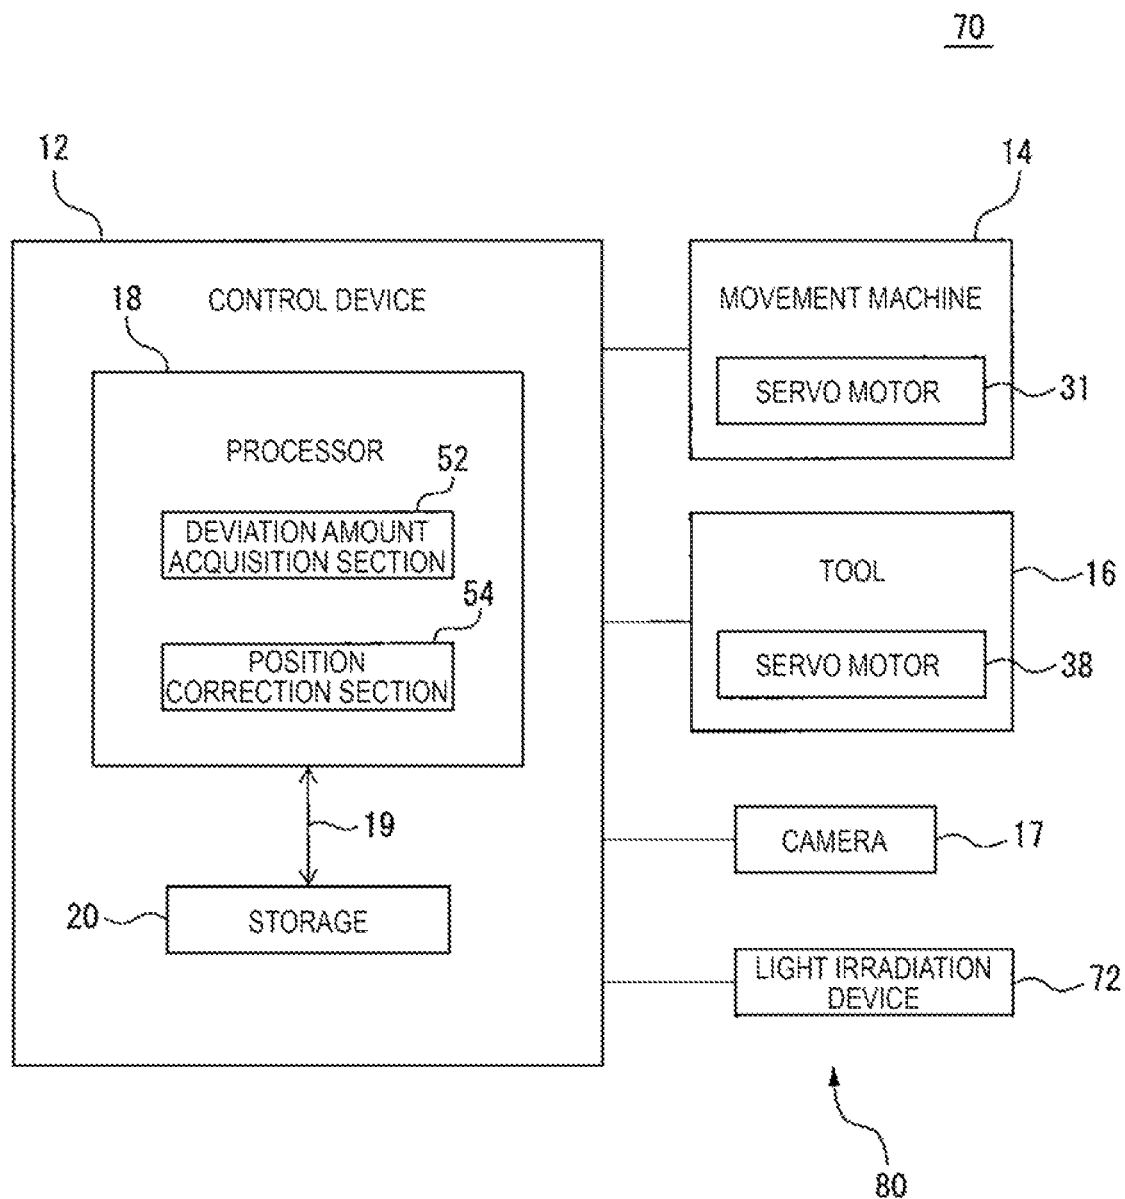 70
12
14
CONTROL DEVICE
18
MOVEMENT MACHINE
SERVO MOTOR
31
PROCESSOR
52
DEVIATION AMOUNT
ACQUISITION SECTION
54
POSITION
CORRECTION SECTION
TOOL
16
SERVO MOTOR
38
19
CAMERA
17
20
STORAGE
LIGHT IRRADIATION
DEVICE
72
80